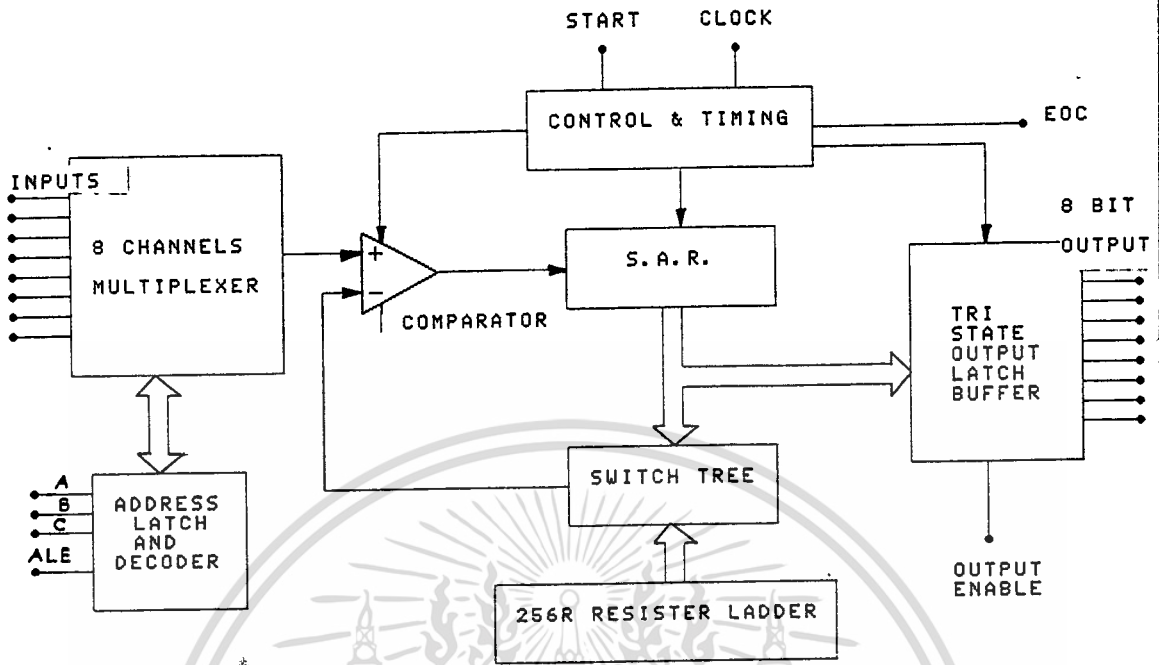 START
CLOCK
CONTROL & TIMING
EOC
INPUTS
8 CHANNELS
MULTIPLEXER
+
−
COMPARATOR
S.A.R.
8 BIT
OUTPUT
TRI
STATE
OUTPUT
LATCH
BUFFER
SWITCH TREE
A
B
C
ALE
ADDRESS
LATCH
AND
DECODER
256R RESISTER LADDER
OUTPUT
ENABLE